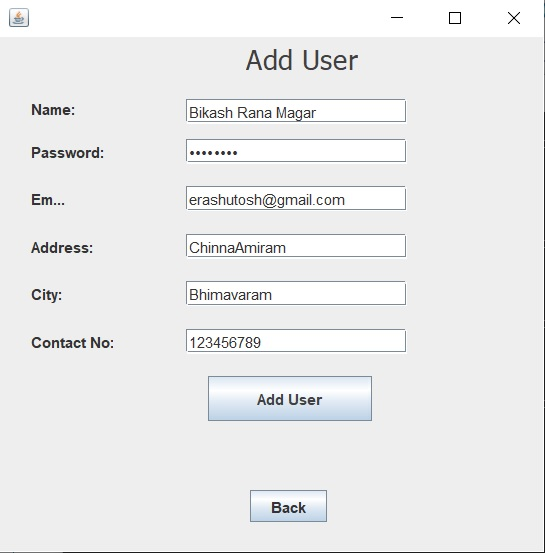 Add User
Name: Bikash Rana Magar
Password: ••••••••
Em... erashutosh@gmail.com
Address: ChinnaAmiram
City: Bhimavaram
Contact No: 123456789
Add User
Back